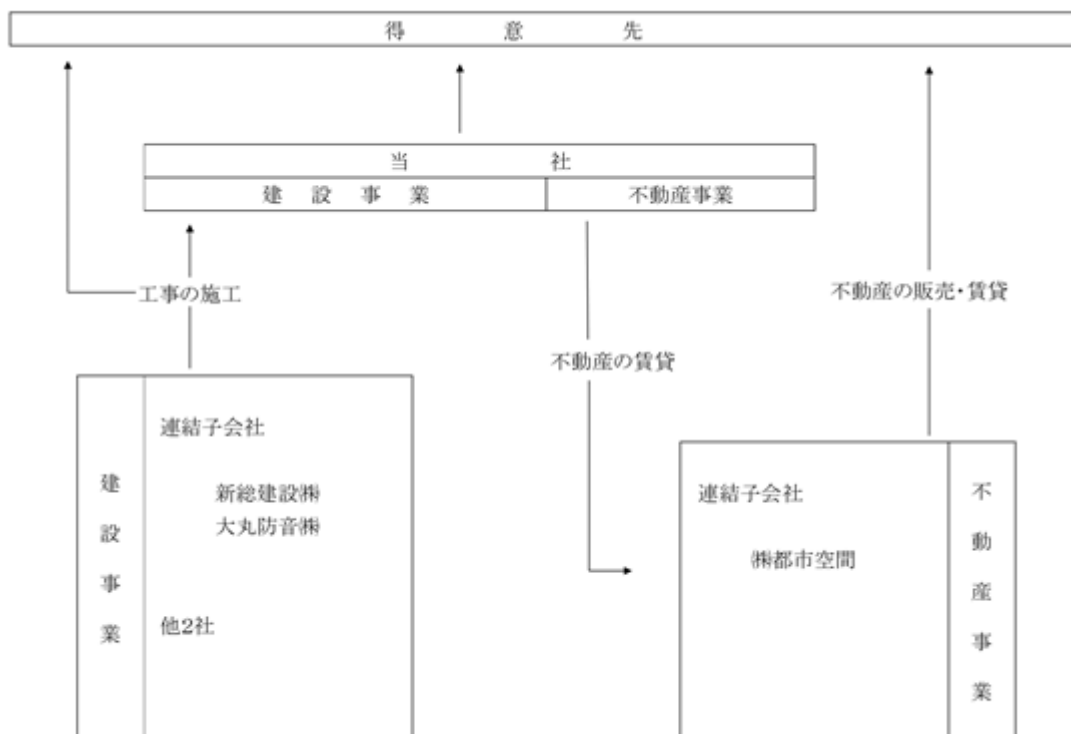 得意先
当社
建設事業
不動産事業
工事の施工
不動産の販売・賃貸
不動産の賃貸
建設事業
連結子会社
新総建設㈱
大丸防音㈱
他2社
連結子会社
㈱都市空間
不動産事業